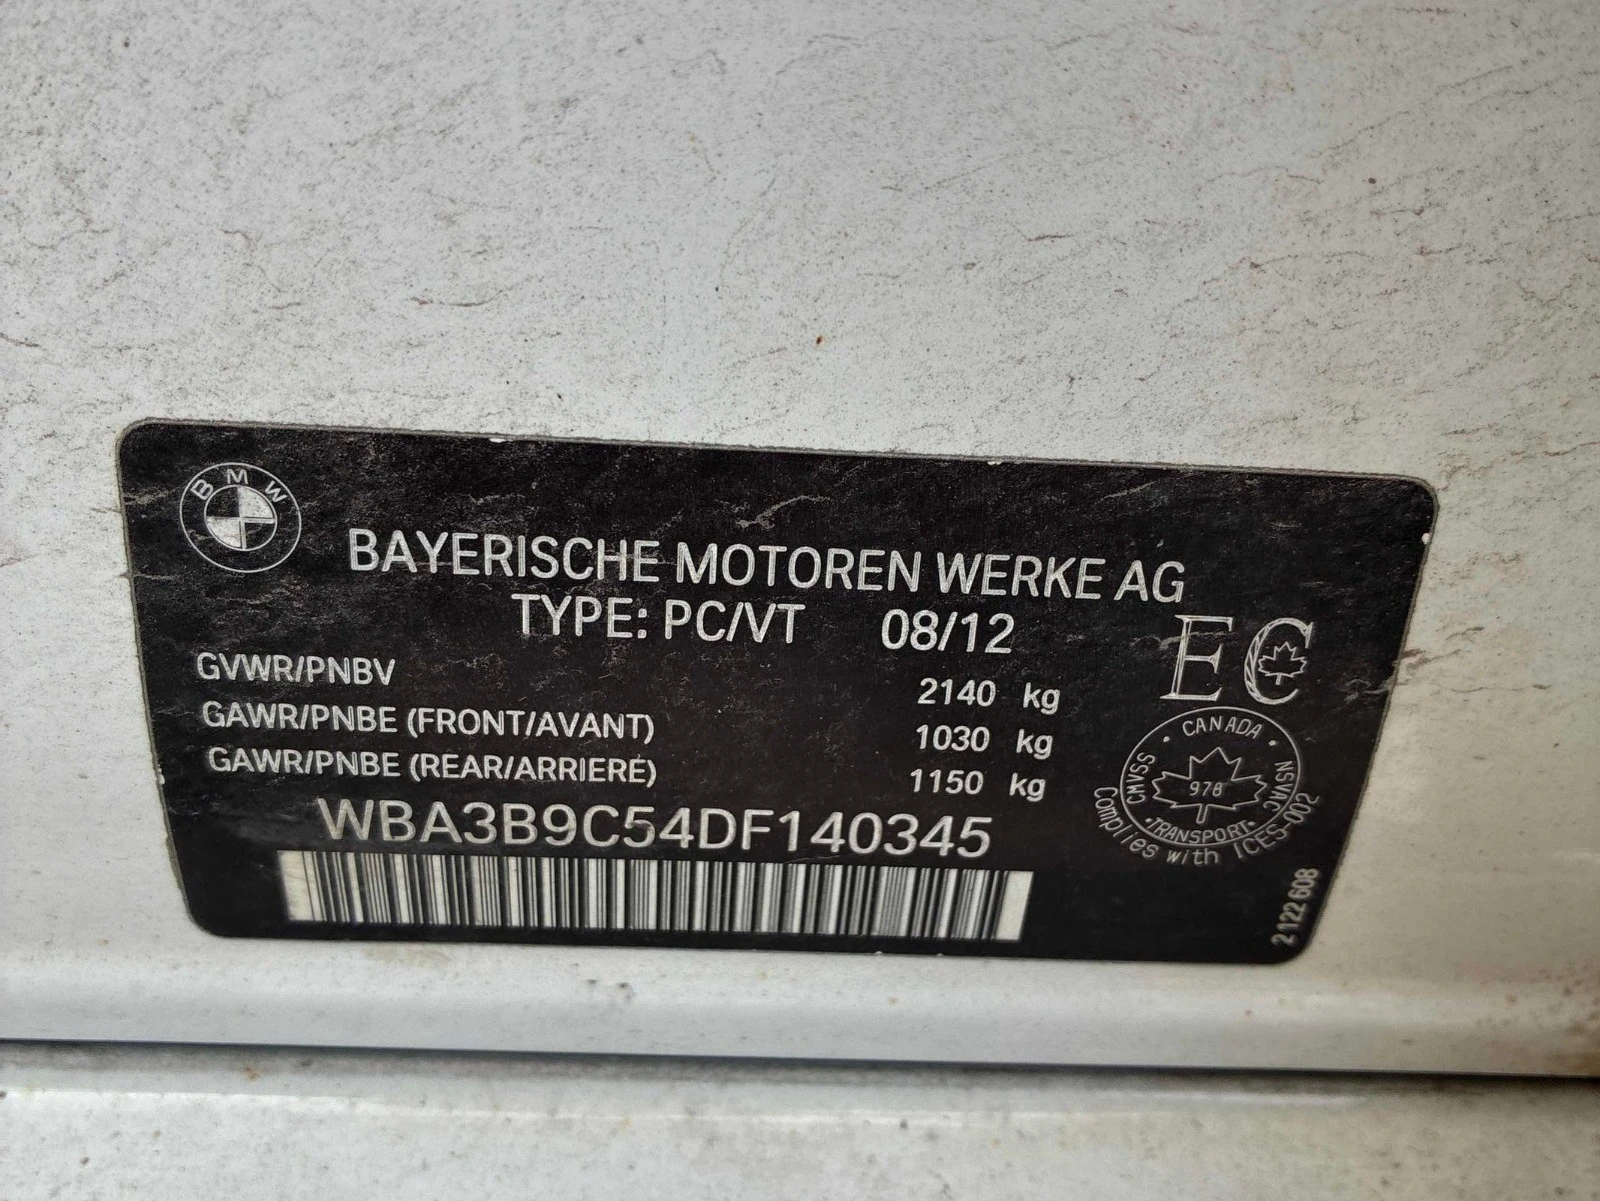 BMW
BAYERISCHE MOTOREN WERKE AG
TYPE: PC/VT 08/12
GVWR/PNBV 2140 kg
GAWR/PNBE (FRONT/AVANT) 1030 kg
GAWR/PNBE (REAR/ARRIERE) 1150 kg
WBA3B9C54DF140345
EC
CANADA
CMVSS
978
NSVAC
TRANSPORT
Complies with ICES-002
2 122 608